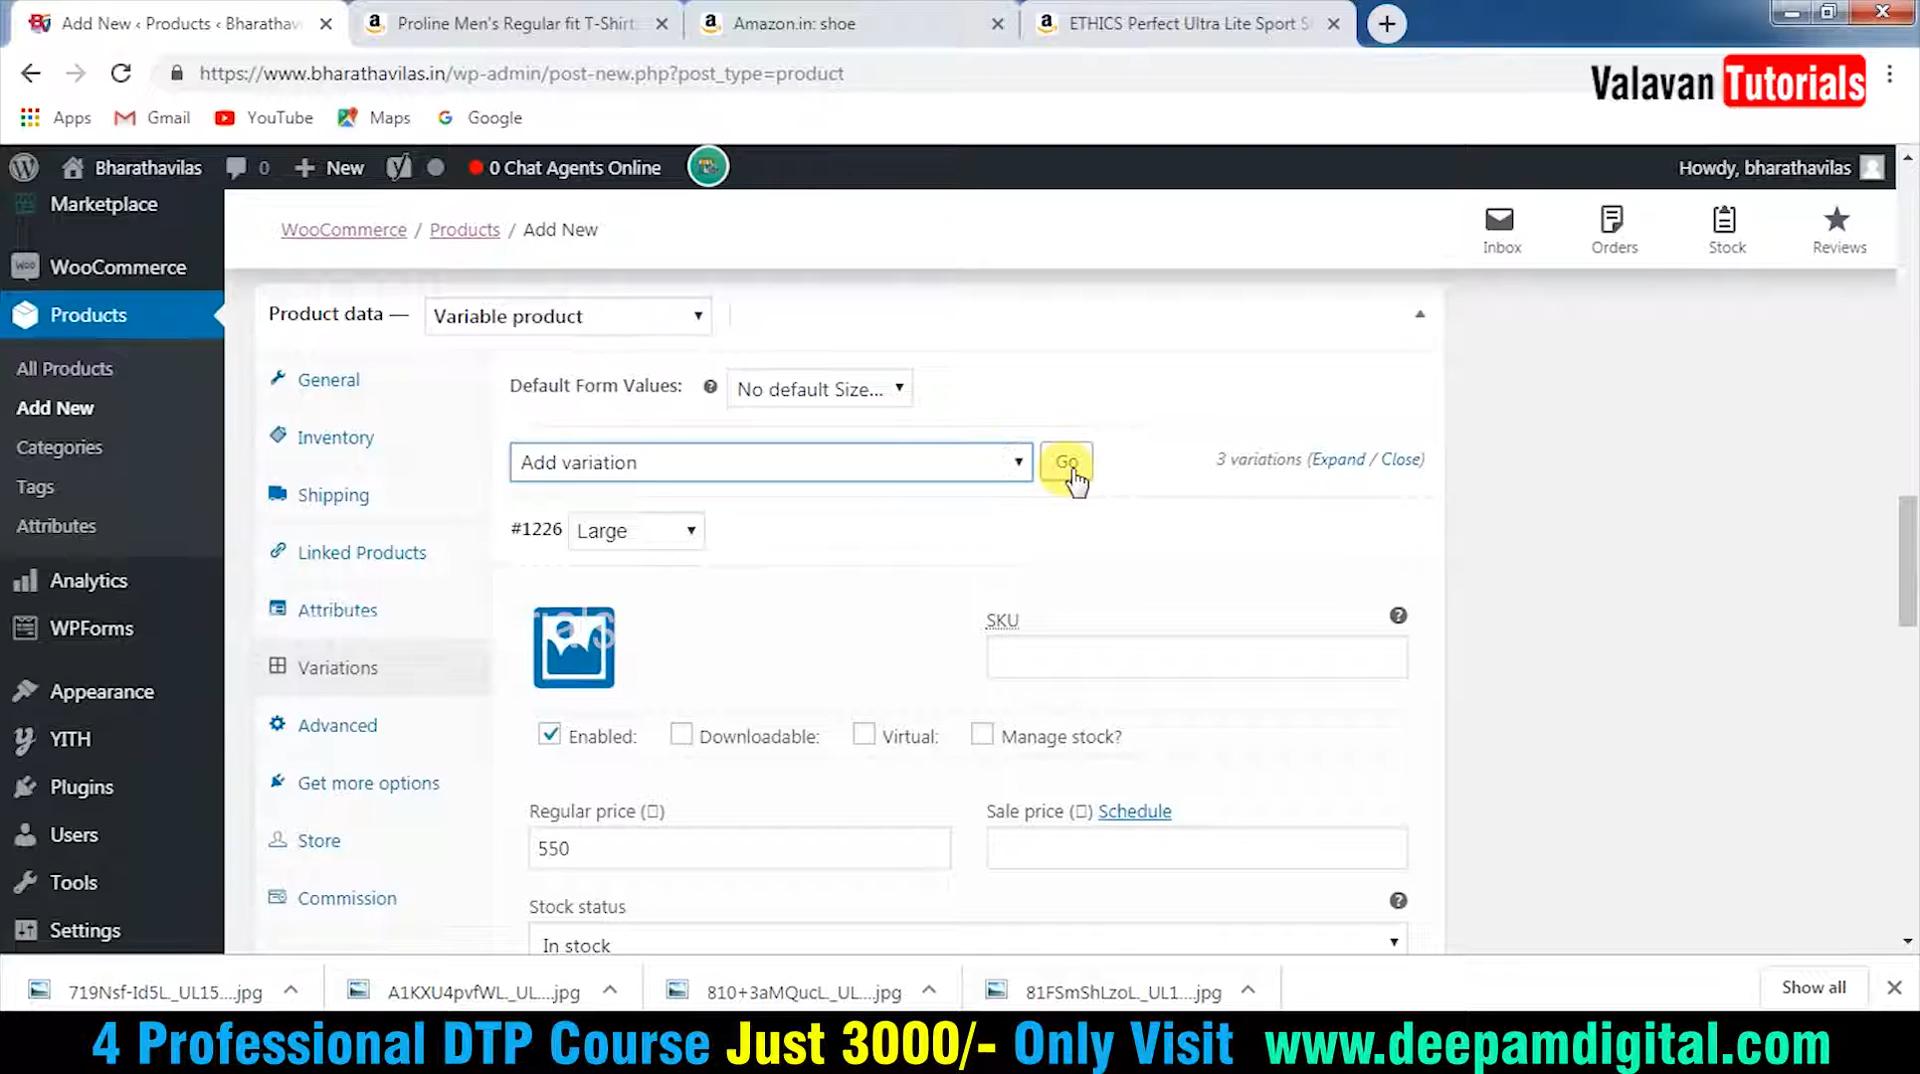 Add New ‹ Products ‹ Bharathav
Proline Men's Regular fit T-Shirt
Amazon.in: shoe
ETHICS Perfect Ultra Lite Sport S
https://www.bharathavilas.in/wp-admin/post-new.php?post_type=product
Valavan Tutorials
Apps
Gmail
YouTube
Maps
Google
Bharathavilas
0
New
0 Chat Agents Online
Howdy, bharathavilas
Marketplace
WooCommerce
Products
All Products
Add New
Categories
Tags
Attributes
Analytics
WPForms
Appearance
YITH
Plugins
Users
Tools
Settings
WooCommerce / Products / Add New
Inbox
Orders
Stock
Reviews
Product data —
Variable product
General
Inventory
Shipping
Linked Products
Attributes
Variations
Advanced
Get more options
Store
Commission
Default Form Values:
No default Size...
Add variation
Go
3 variations (Expand / Close)
#1226
Large
SKU
Enabled:
Downloadable:
Virtual:
Manage stock?
Regular price (▯)
550
Sale price (▯) Schedule
Stock status
In stock
719Nsf-Id5L_UL15....jpg
A1KXU4pvfWL_UL...jpg
810+3aMQucL_UL...jpg
81FSmShLzoL_UL1....jpg
Show all
4 Professional DTP Course Just 3000/- Only Visit www.deepamdigital.com